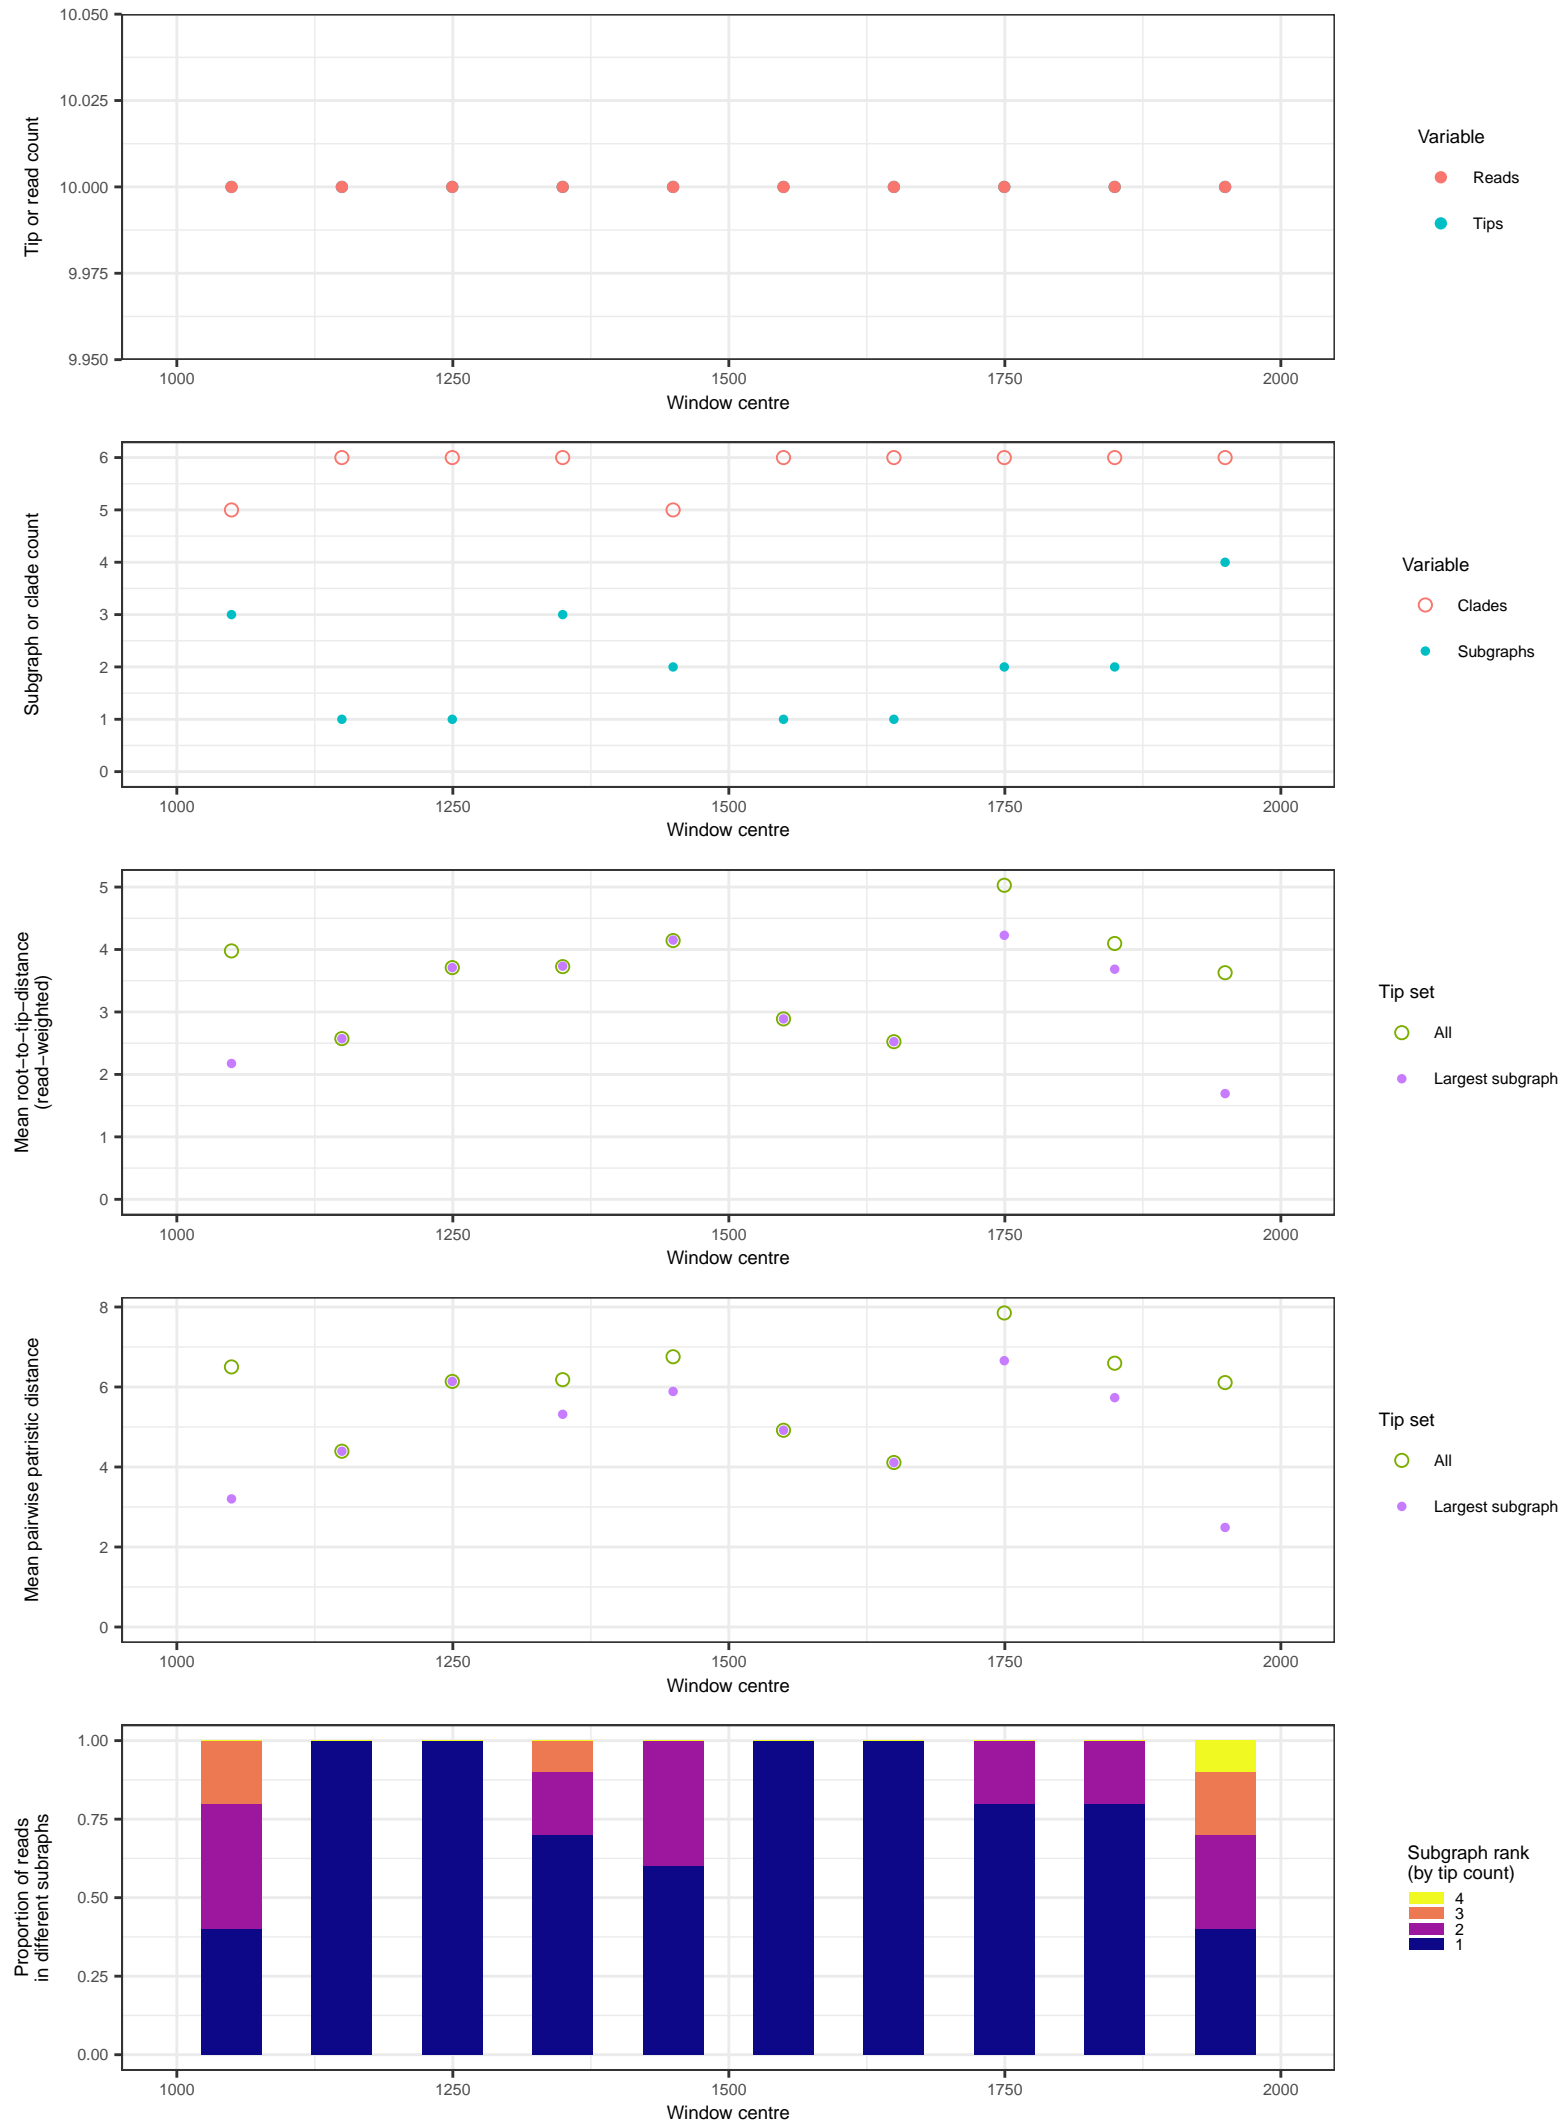 10.050
10.025
10.000
9.975
9.950
Tip or read count
1000 1250 1500 1750 2000
Window centre
Variable
Reads
Tips
6
5
4
3
2
1
0
Subgraph or clade count
1000 1250 1500 1750 2000
Window centre
Variable
Clades
Subgraphs
5
4
3
2
1
0
Mean root−to−tip−distance
(read−weighted)
1000 1250 1500 1750 2000
Window centre
Tip set
All
Largest subgraph
8
6
4
2
0
Mean pairwise patristic distance
1000 1250 1500 1750 2000
Window centre
Tip set
All
Largest subgraph
1.00
0.75
0.50
0.25
0.00
Proportion of reads
in different subraphs
1000 1250 1500 1750 2000
Window centre
Subgraph rank
(by tip count)
4
3
2
1